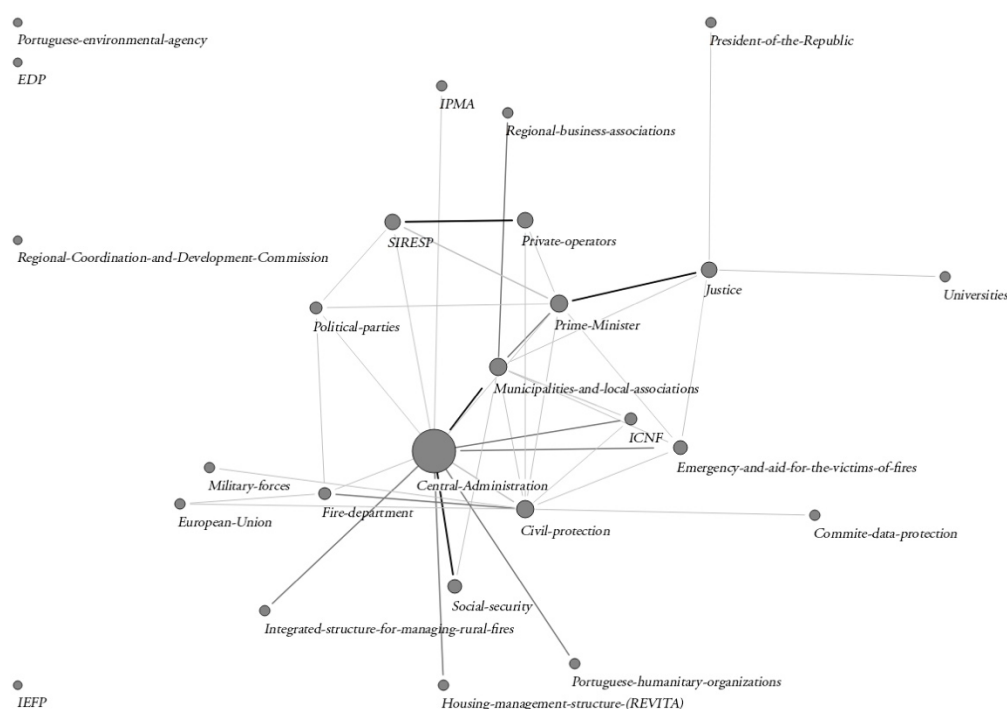 Portuguese-environmental-agency
President-of-the-Republic
EDP
IPMA
Regional-business-associations
SIRESP
Private-operators
Regional-Coordination-and-Development-Commission
Justice
Universities
Political-parties
Prime-Minister
Municipalities-and-local-associations
ICNF
Emergency-and-aid-for-the-victims-of-fires
Military-forces
Central-Administration
European-Union
Fire-department
Civil-protection
Commite-data-protection
Social-security
Integrated-structure-for-managing-rural-fires
Portuguese-humanitary-organizations
IEFP
Housing-management-structure-(REVITA)